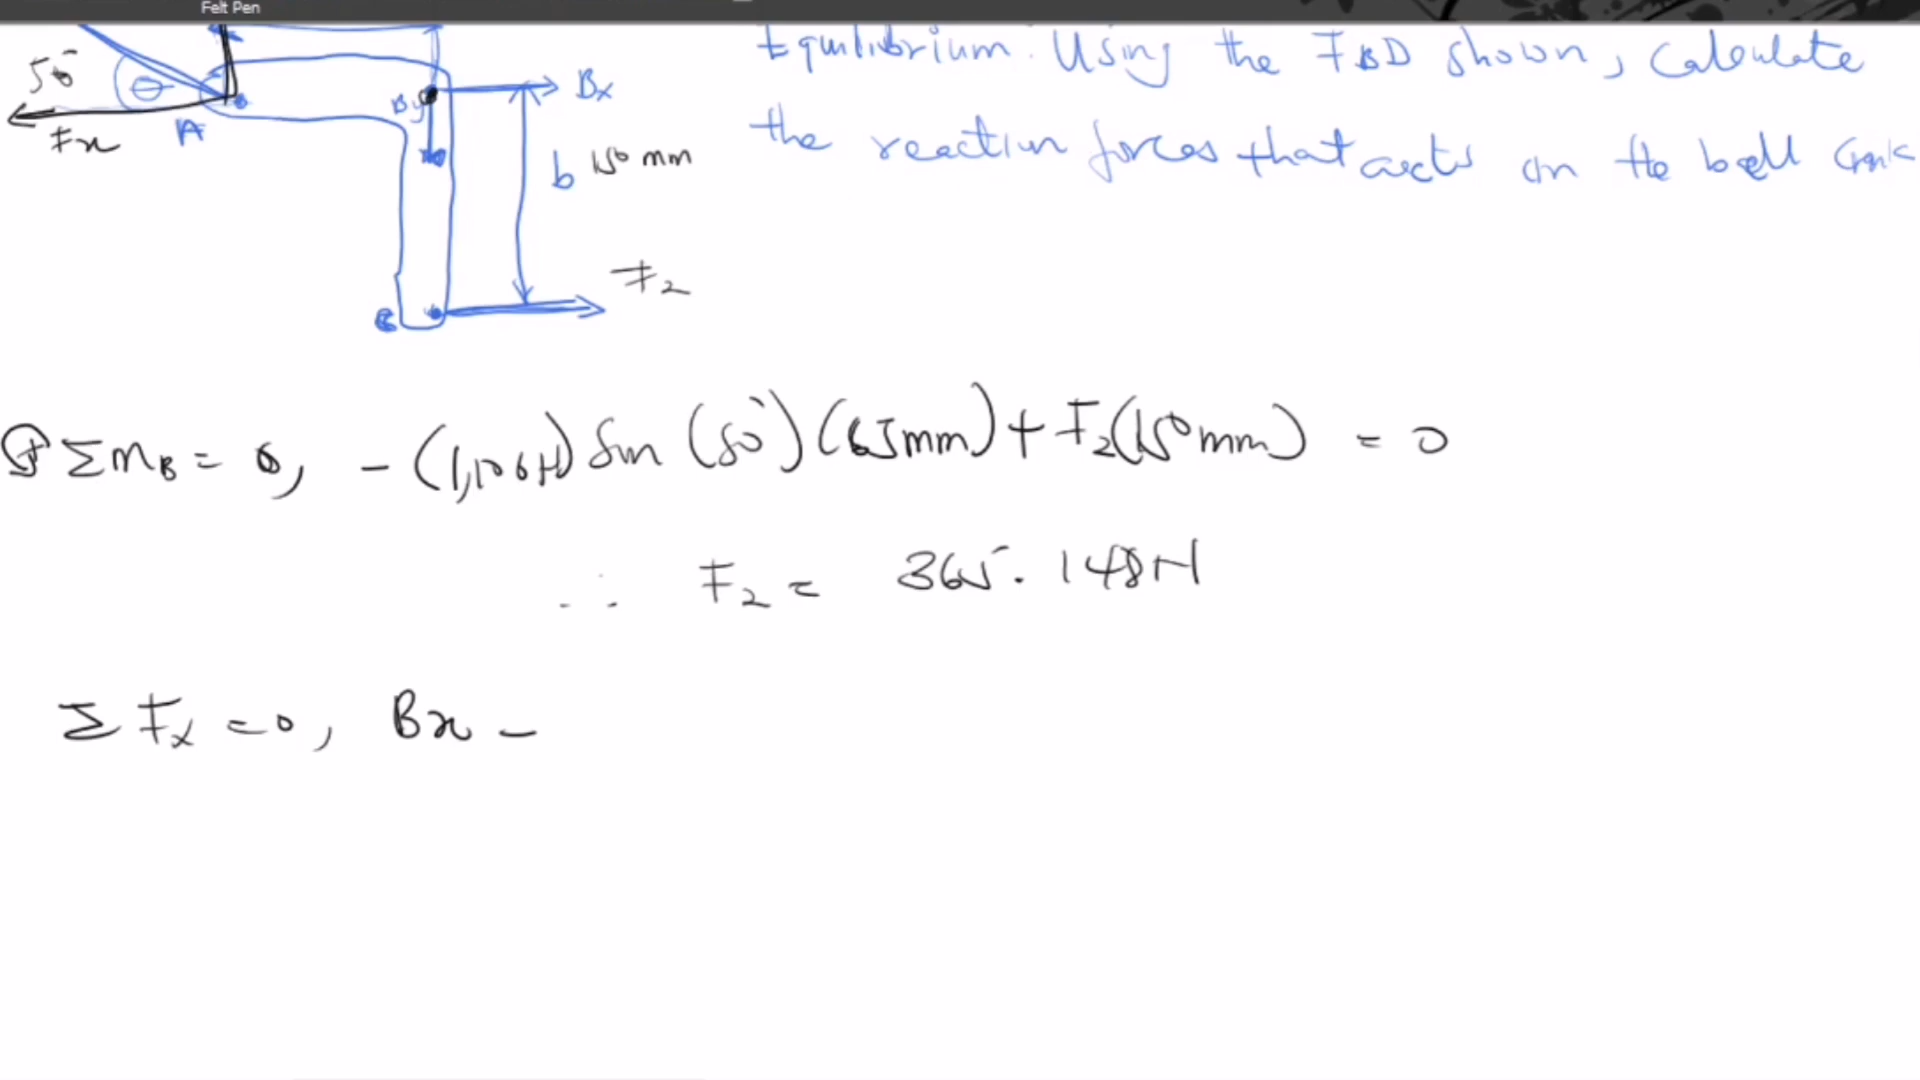 Felt Pen
Equilibrium. Using the FBD shown, calculate
50°
Bx
By
Fx
A
the reaction forces that acts on the bell crank
b 150 mm
F2
C
+ ΣMB = 0, - (1,100N) Sin (50°) (65mm) + F2 (150mm) = 0
∴ F2 = 365.148N
ΣFx = 0, Bx -